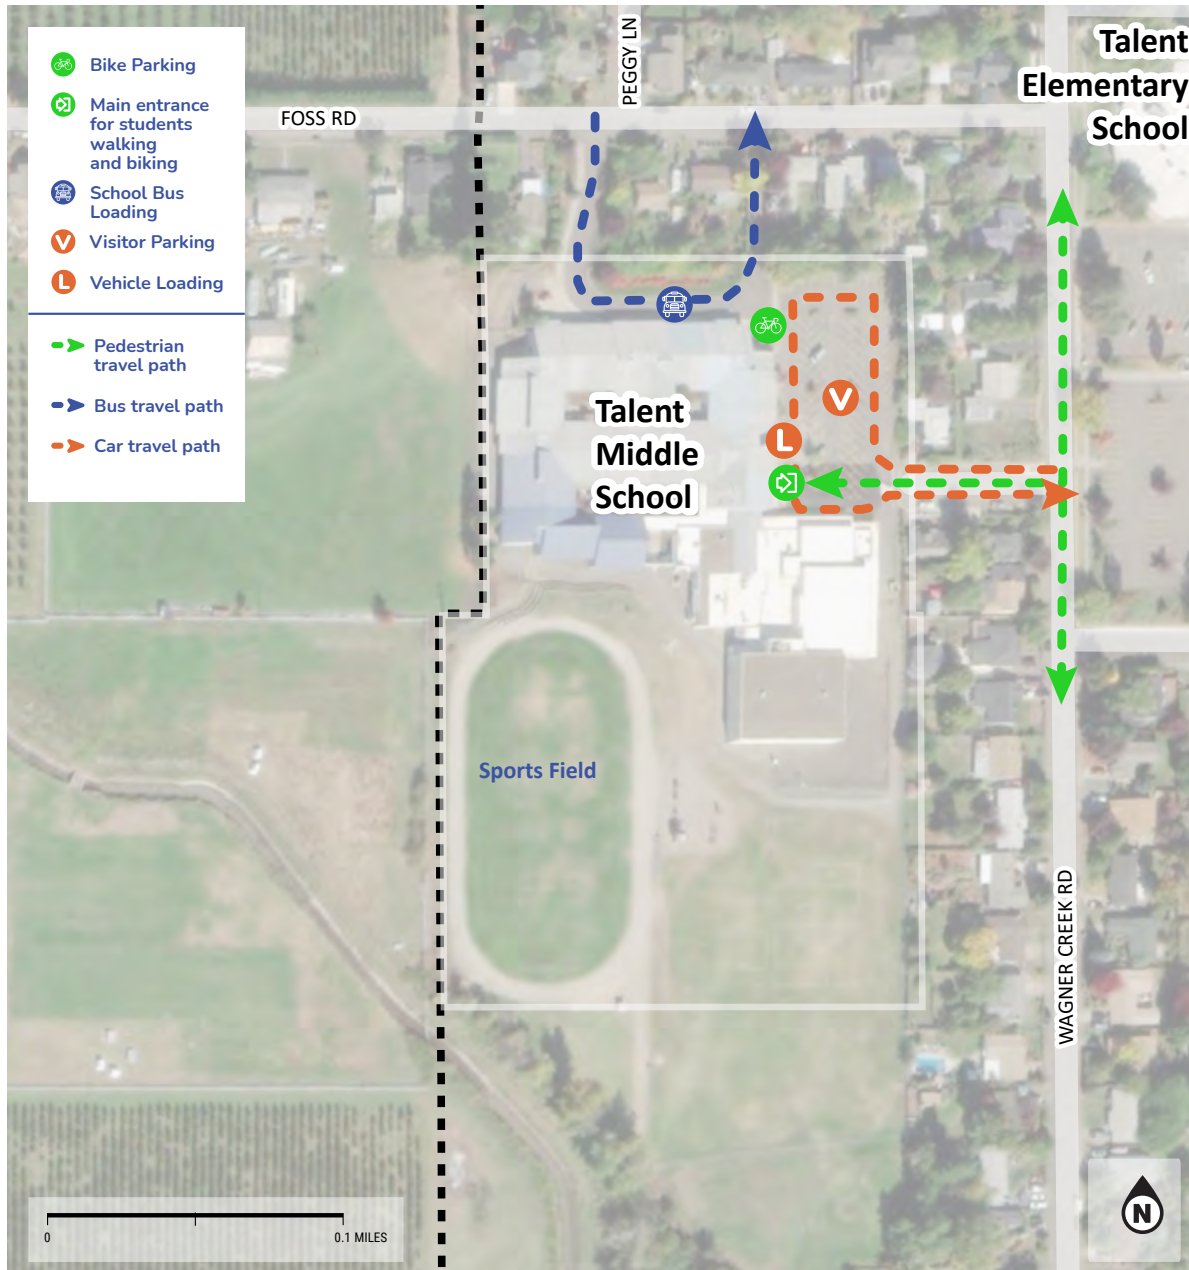 Bike Parking
Main entrance
for students
walking
and biking
School Bus
Loading
V
Visitor Parking
L
Vehicle Loading
Pedestrian
travel path
Bus travel path
Car travel path
FOSS RD
PEGGY LN
Talent
Elementary
School
V
L
Talent
Middle
School
Sports Field
WAGNER CREEK RD
0
0.1 MILES
N